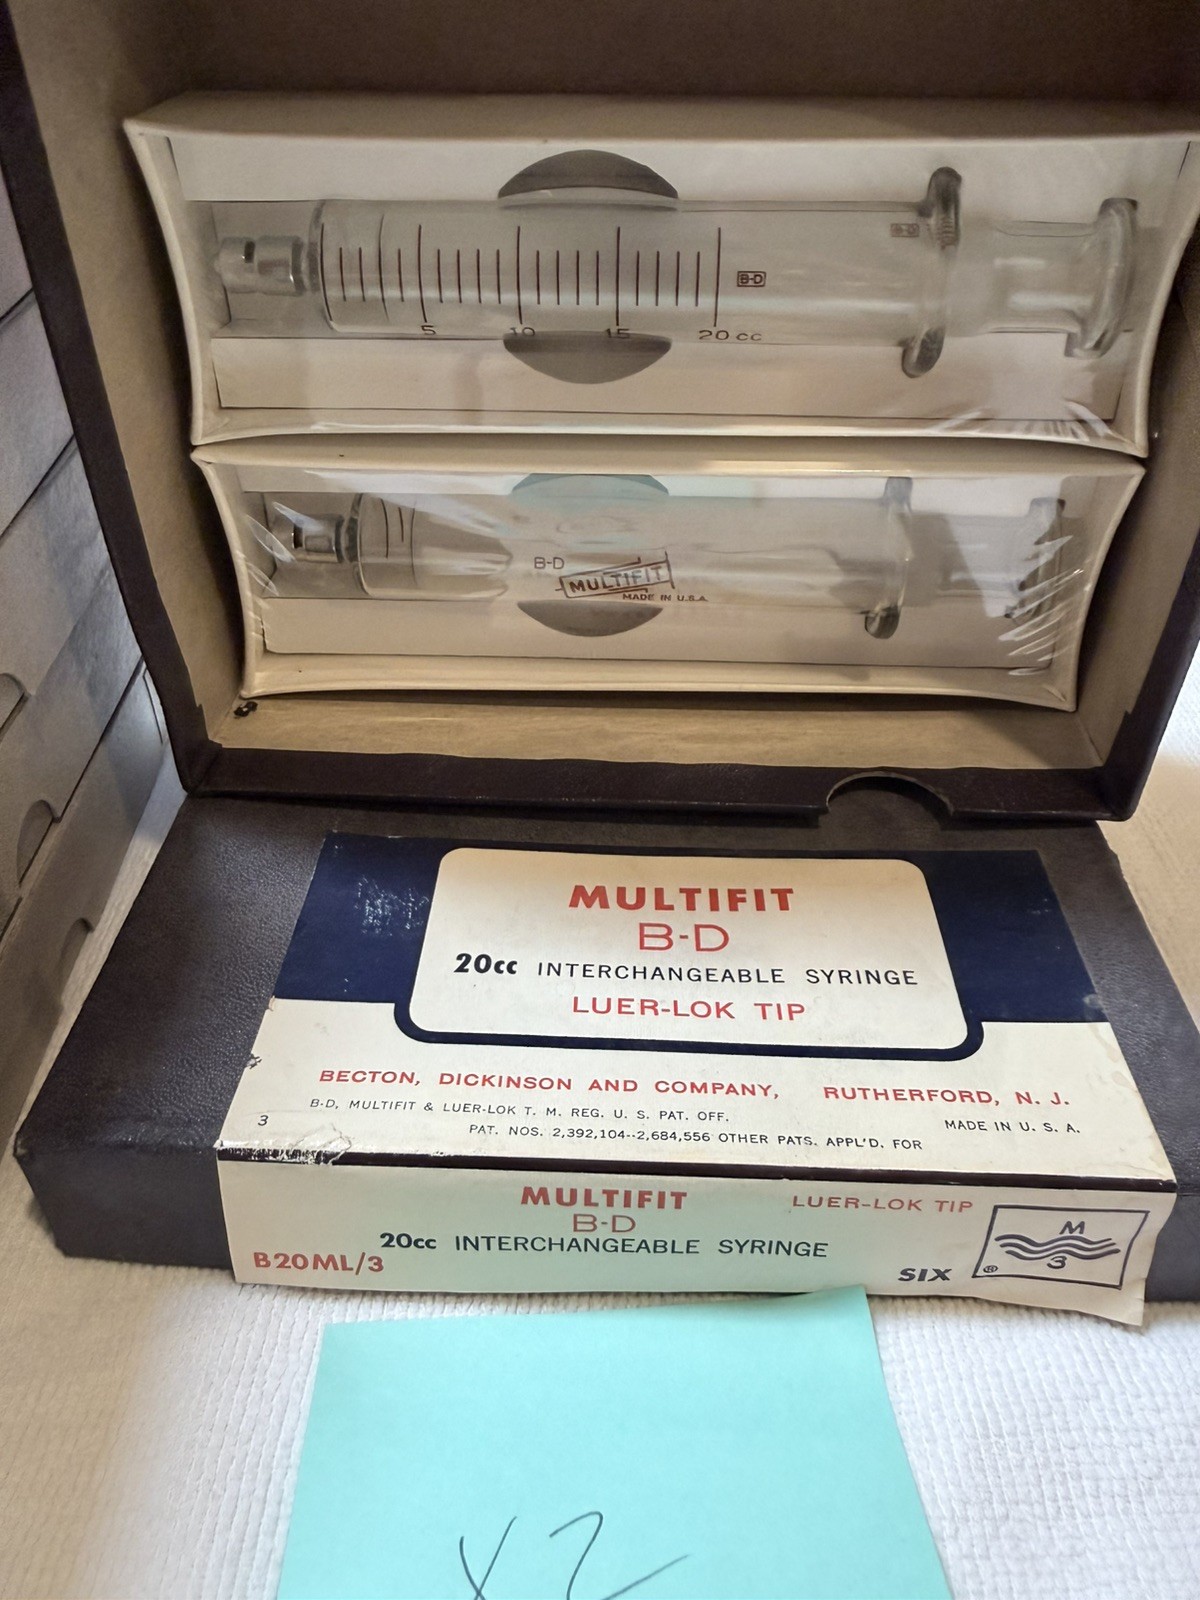 B-D
B-D
5 10 15 20 cc
B-D
MULTIFIT
MADE IN U.S.A.
MULTIFIT
B-D
20cc INTERCHANGEABLE SYRINGE
LUER-LOK TIP
BECTON, DICKINSON AND COMPANY, RUTHERFORD, N. J.
B-D, MULTIFIT & LUER-LOK T. M. REG. U. S. PAT. OFF.
MADE IN U. S. A.
3
PAT. NOS. 2,392,104--2,684,556 OTHER PATS. APPL'D. FOR
MULTIFIT
LUER-LOK TIP
B-D
20cc INTERCHANGEABLE SYRINGE
B20ML/3
SIX
M
3
®
x2